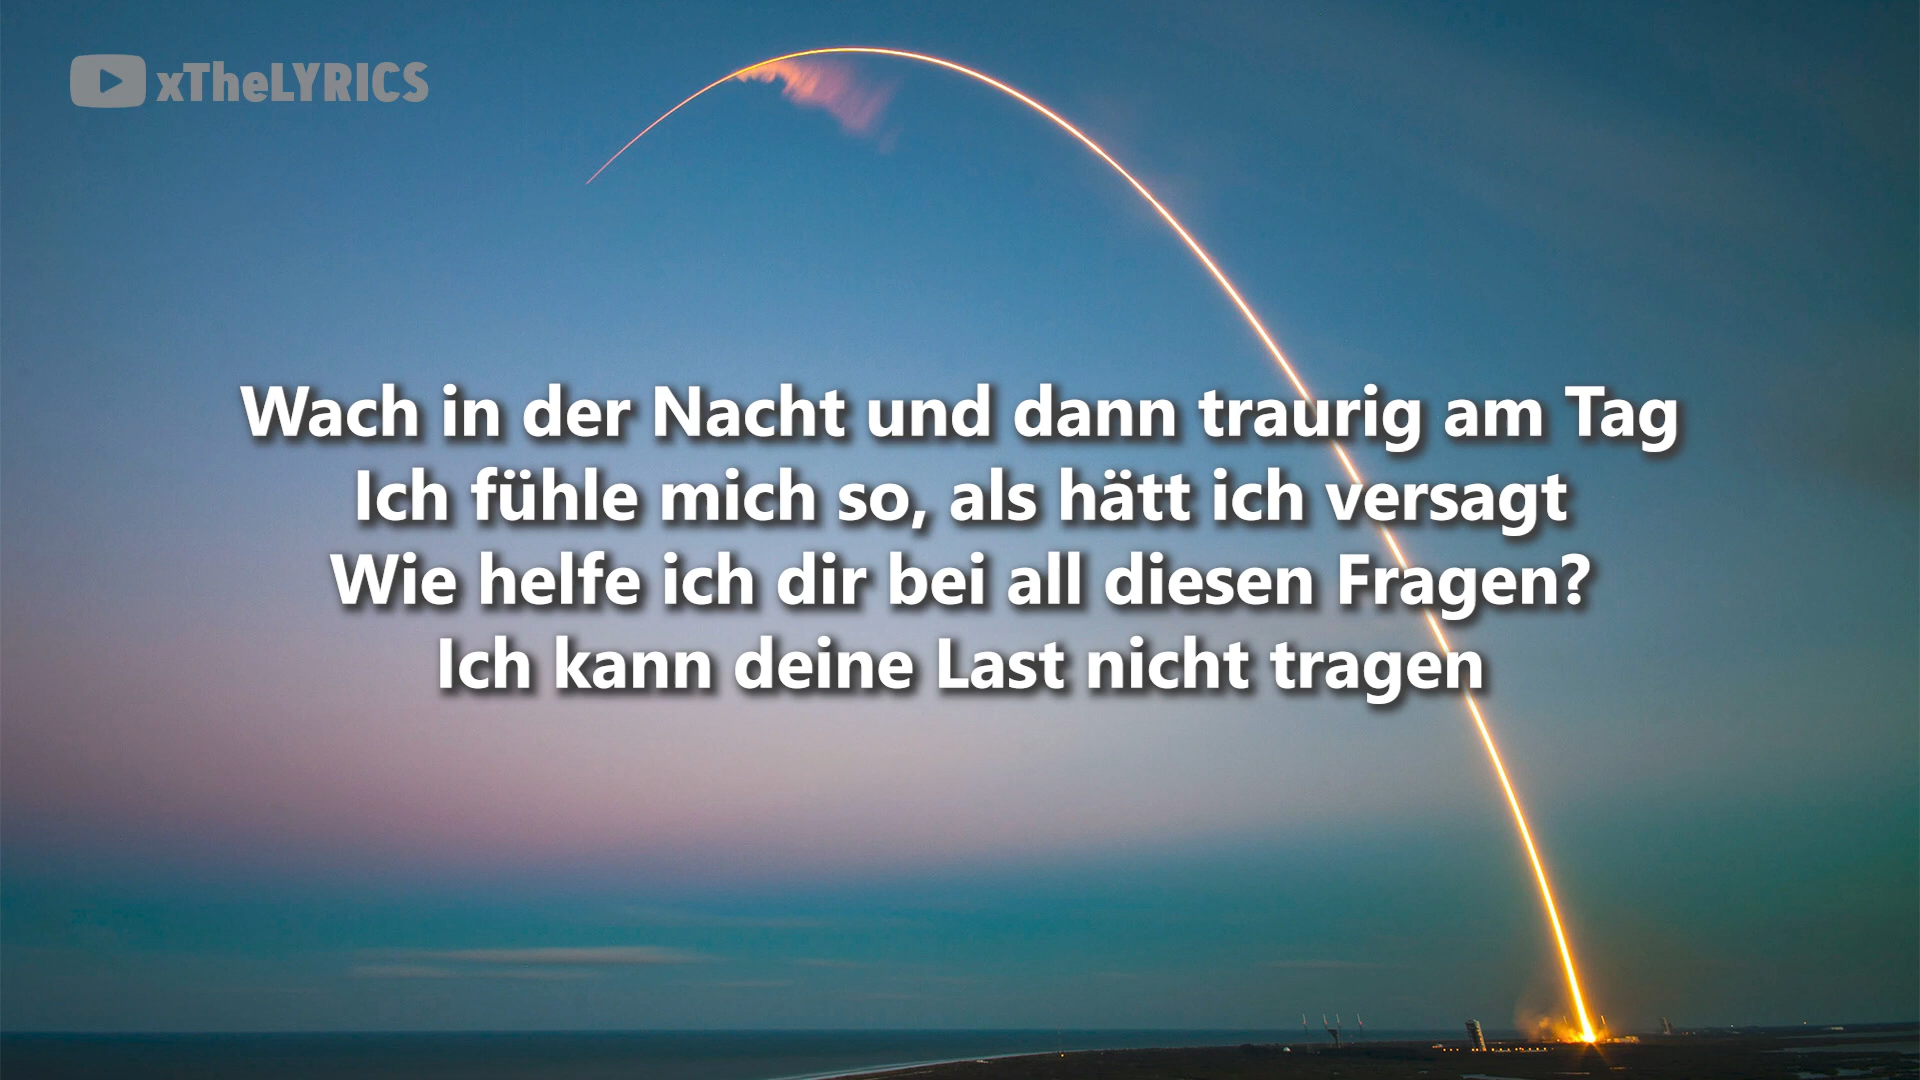 xTheLYRICS
Wach in der Nacht und dann traurig am Tag
Ich fühle mich so, als hätt ich versagt
Wie helfe ich dir bei all diesen Fragen?
Ich kann deine Last nicht tragen